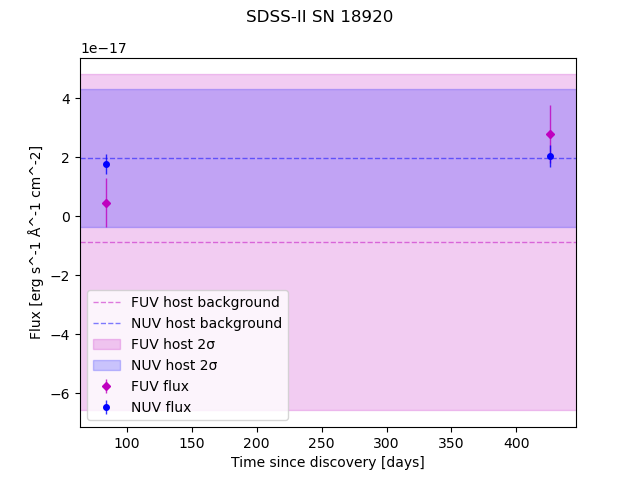 SDSS-II SN 18920
1e−17
4
2
0
−2
−4
−6
Flux [erg s^-1 Å^-1 cm^-2]
FUV host background
NUV host background
FUV host 2σ
NUV host 2σ
FUV flux
NUV flux
100 150 200 250 300 350 400
Time since discovery [days]